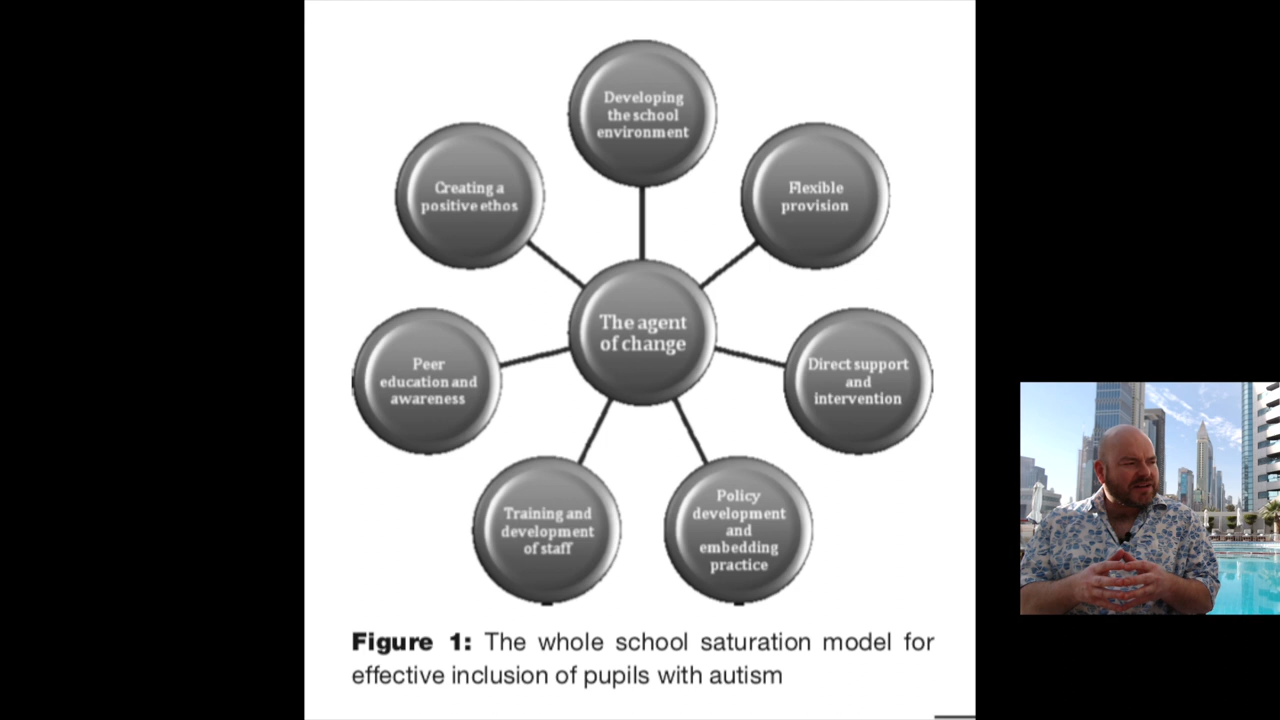 Developing
the school
environment
Creating a
positive ethos
Flexible
provision
The agent
of change
Peer
education and
awareness
Direct support
and
intervention
Training and
development
of staff
Policy
development
and
embedding
practice
Figure 1: The whole school saturation model for
effective inclusion of pupils with autism